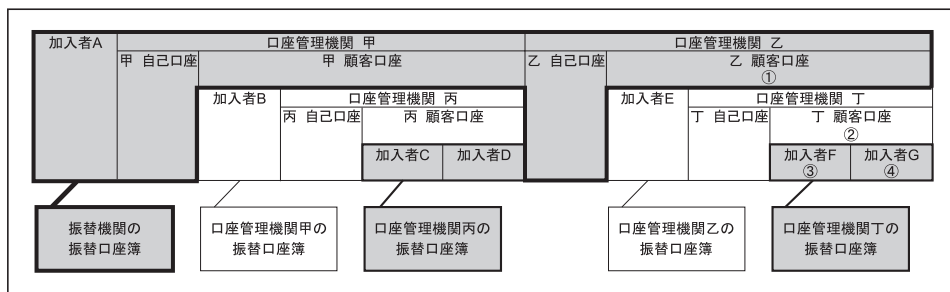 加入者A
口座管理機関 甲
口座管理機関 乙
甲 自己口座
甲 顧客口座
乙 自己口座
乙 顧客口座
①
加入者B
口座管理機関 丙
加入者E
口座管理機関 丁
丙 自己口座
丙 顧客口座
丁 自己口座
丁 顧客口座
②
加入者C
加入者D
加入者F
③
加入者G
④
振替機関の
振替口座簿
口座管理機関甲の
振替口座簿
口座管理機関丙の
振替口座簿
口座管理機関乙の
振替口座簿
口座管理機関丁の
振替口座簿